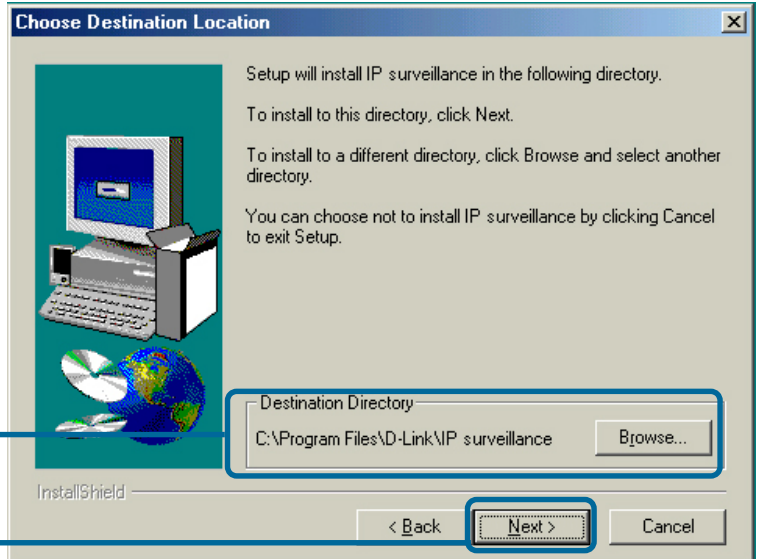 Choose Destination Location
Setup will install IP surveillance in the following directory.
To install to this directory, click Next.
To install to a different directory, click Browse and select another
directory.
You can choose not to install IP surveillance by clicking Cancel
to exit Setup.
Destination Directory
C:\Program Files\D-Link\IP surveillance
Browse...
InstallShield
< Back
Next >
Cancel